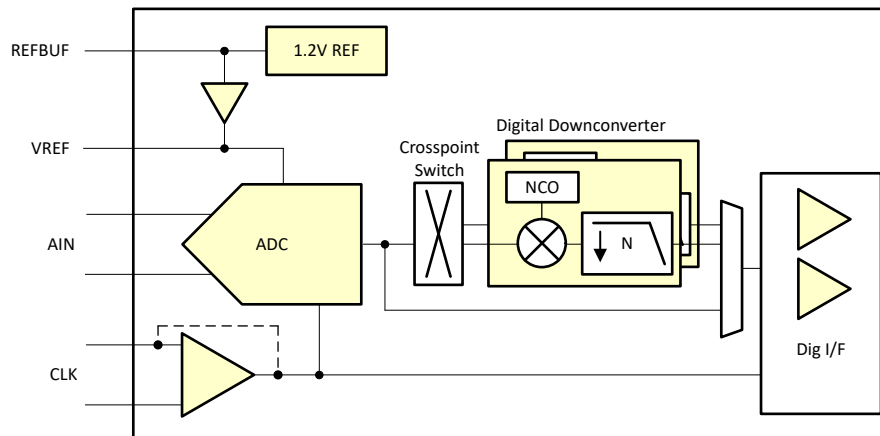 REFBUF
1.2V REF
VREF
Digital Downconverter
Crosspoint
Switch
NCO
AIN
ADC
N
Dig I/F
CLK